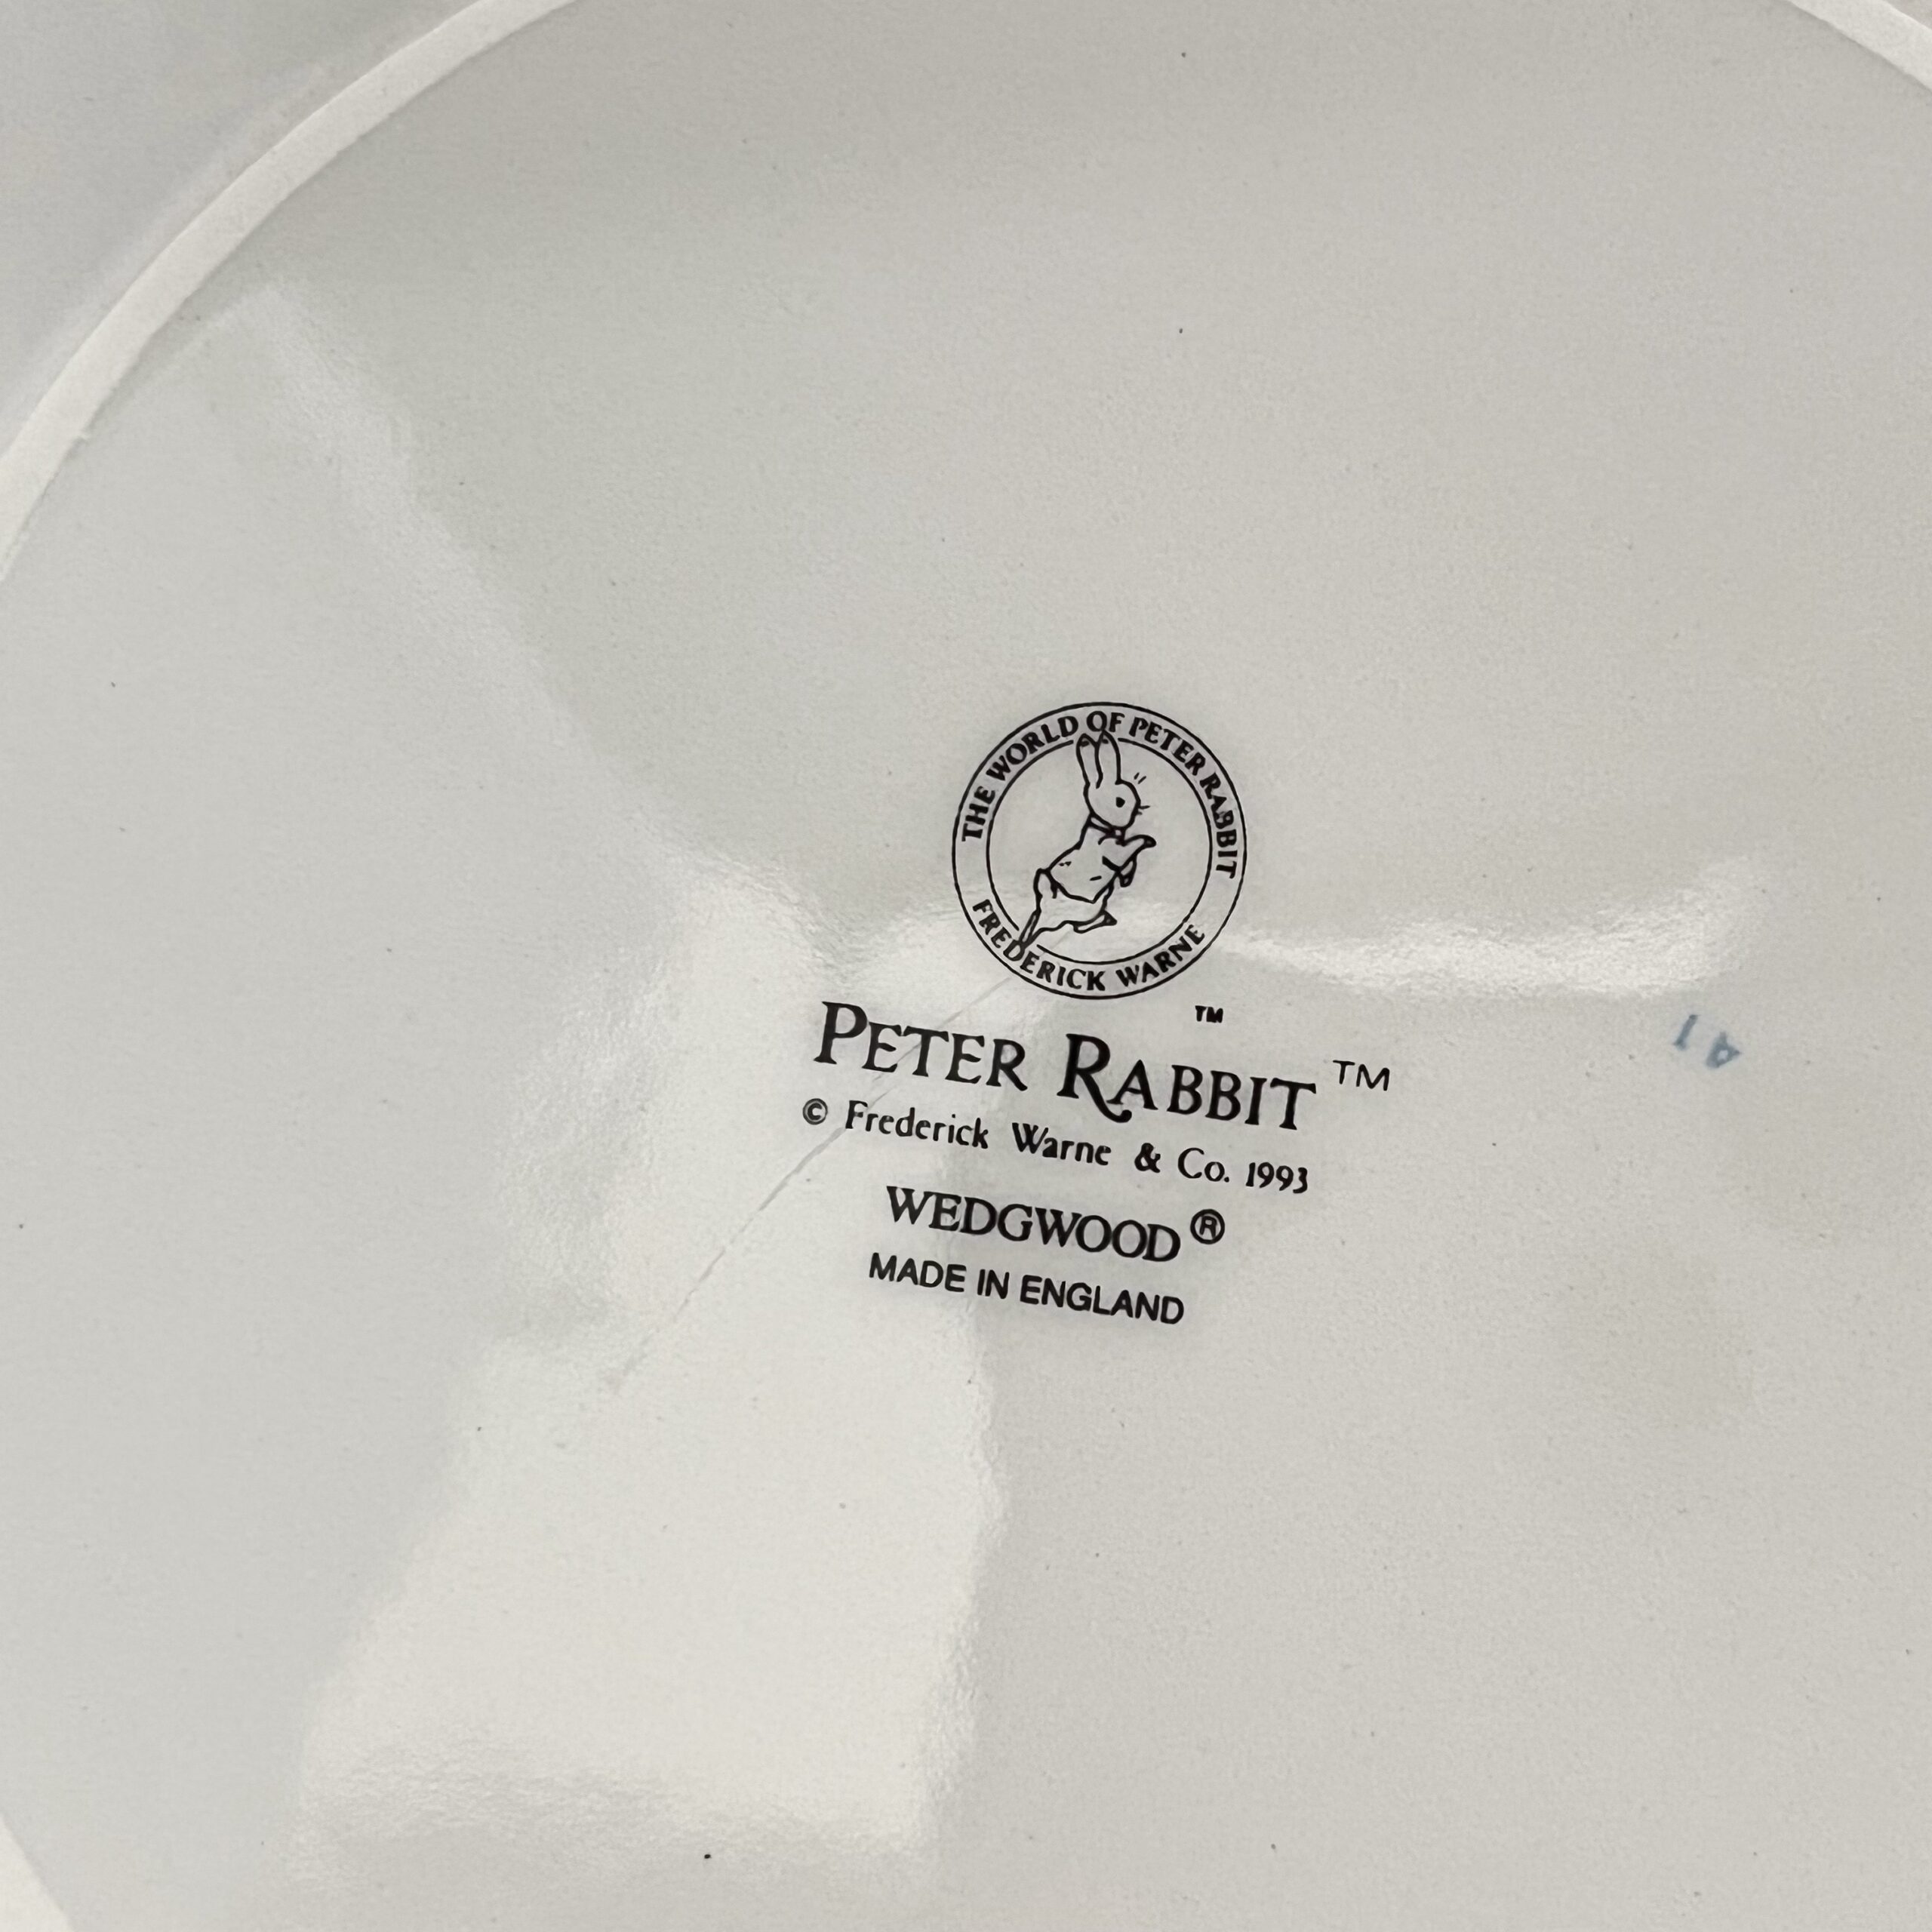 THE WORLD OF PETER RABBIT
FREDERICK WARNE
TM
PETER RABBIT TM
© Frederick Warne & Co. 1993
WEDGWOOD ®
MADE IN ENGLAND